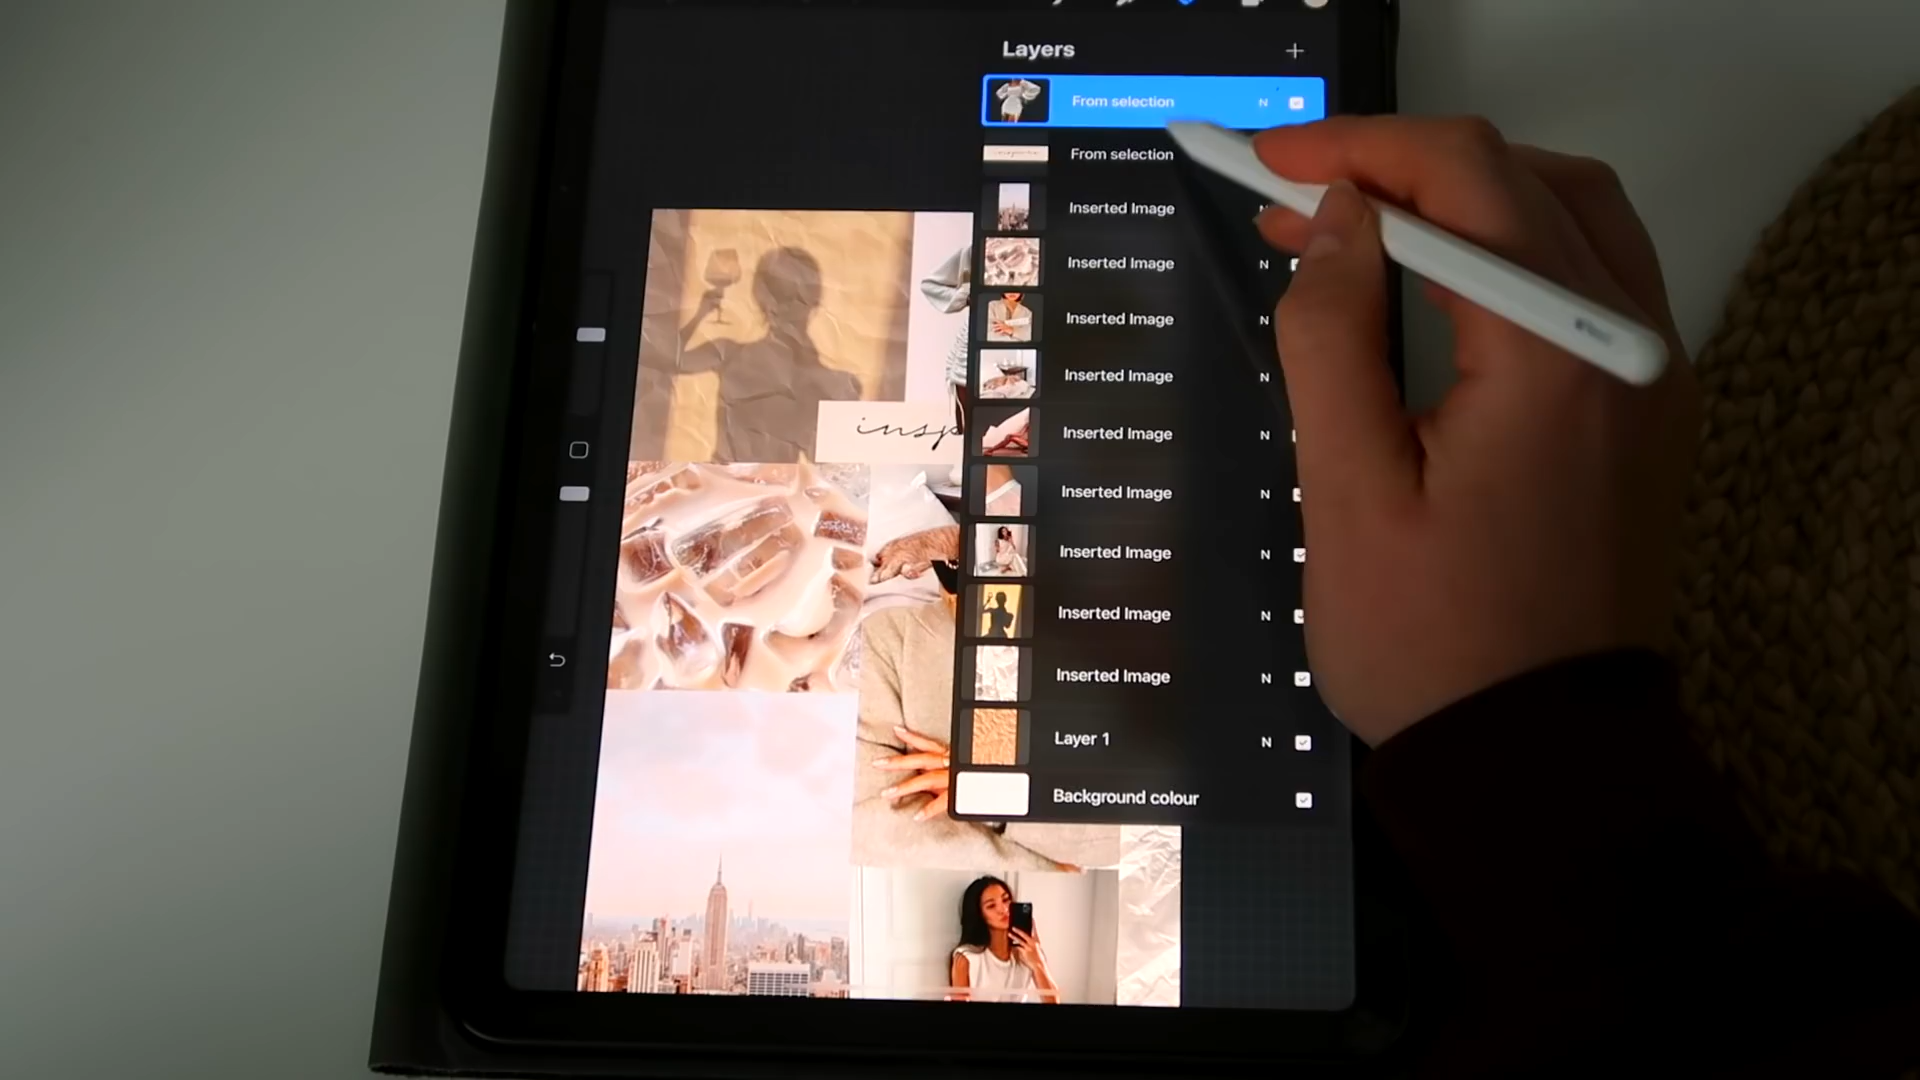 Layers
From selection N
From selection
Inserted Image
Inserted Image N
Inserted Image N
Inserted Image N
Inserted Image N
Inserted Image N
Inserted Image N
Inserted Image N
Inserted Image N
Layer 1 N
Background colour
insp